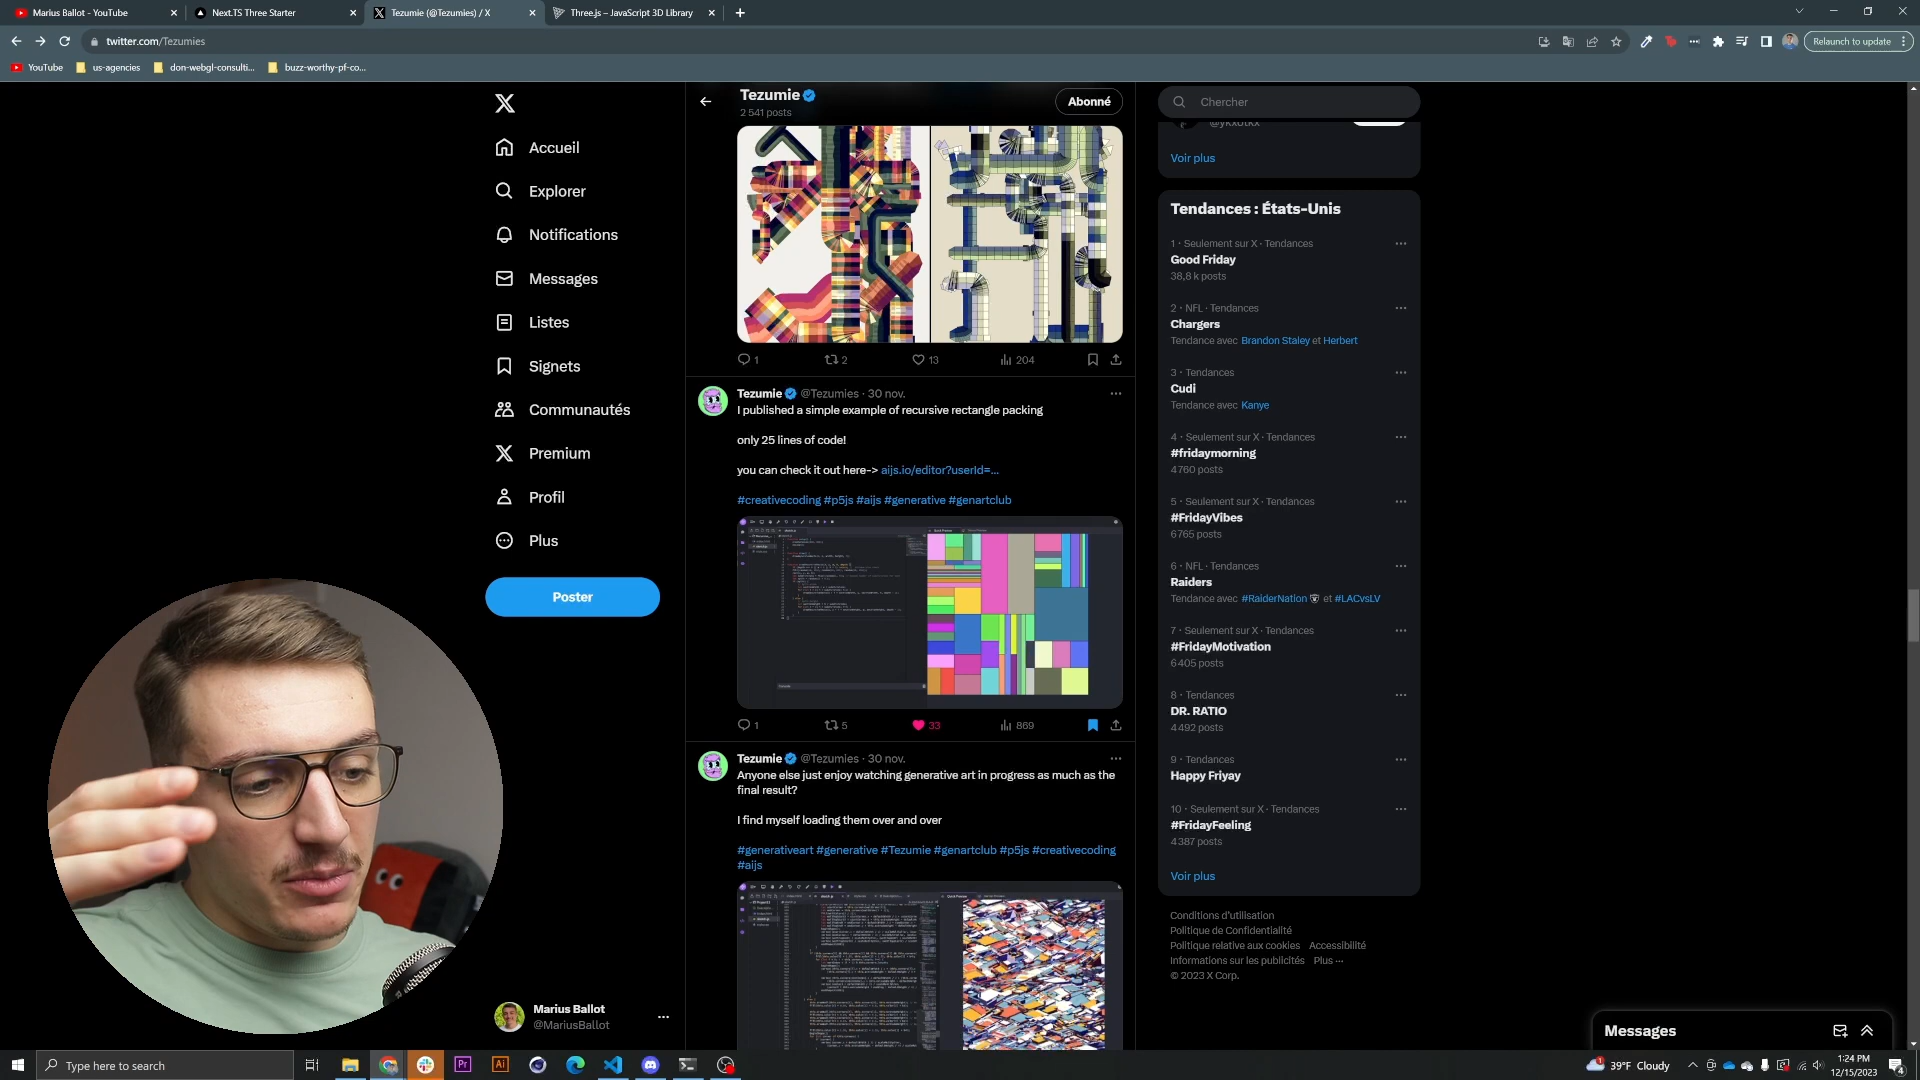 Marius Ballot - YouTube
Next.TS Three Starter
Tezumie (@Tezumies) / X
Three.js – JavaScript 3D Library
twitter.com/Tezumies
Relaunch to update
YouTube
us-agencies
don-webgl-consulti...
buzz-worthy-pf-co...
Accueil
Explorer
Notifications
Messages
Listes
Signets
Communautés
Premium
Profil
Plus
Poster
Marius Ballot
@MariusBallot
Tezumie
2 541 posts
Abonné
1
2
13
204
Tezumie @Tezumies · 30 nov.
I published a simple example of recursive rectangle packing
only 25 lines of code!
you can check it out here-> aijs.io/editor?userId=...
#creativecoding #p5js #aijs #generative #genartclub
1
5
33
869
Tezumie @Tezumies · 30 nov.
Anyone else just enjoy watching generative art in progress as much as the
final result?
I find myself loading them over and over
#generativeart #generative #Tezumie #genartclub #p5js #creativecoding
#aijs
Chercher
Voir plus
Tendances : États-Unis
1 · Seulement sur X · Tendances
Good Friday
38,8 k posts
2 · NFL · Tendances
Chargers
Tendance avec Brandon Staley et Herbert
3 · Tendances
Cudi
Tendance avec Kanye
4 · Seulement sur X · Tendances
#fridaymorning
4 760 posts
5 · Seulement sur X · Tendances
#FridayVibes
6 765 posts
6 · NFL · Tendances
Raiders
Tendance avec #RaiderNation et #LACvsLV
7 · Seulement sur X · Tendances
#FridayMotivation
6 405 posts
8 · Tendances
DR. RATIO
4 492 posts
9 · Tendances
Happy Friyay
10 · Seulement sur X · Tendances
#FridayFeeling
4 387 posts
Voir plus
Conditions d'utilisation
Politique de Confidentialité
Politique relative aux cookies Accessibilité
Informations sur les publicités Plus ···
© 2023 X Corp.
Messages
Type here to search
39°F Cloudy
1:24 PM
12/15/2023